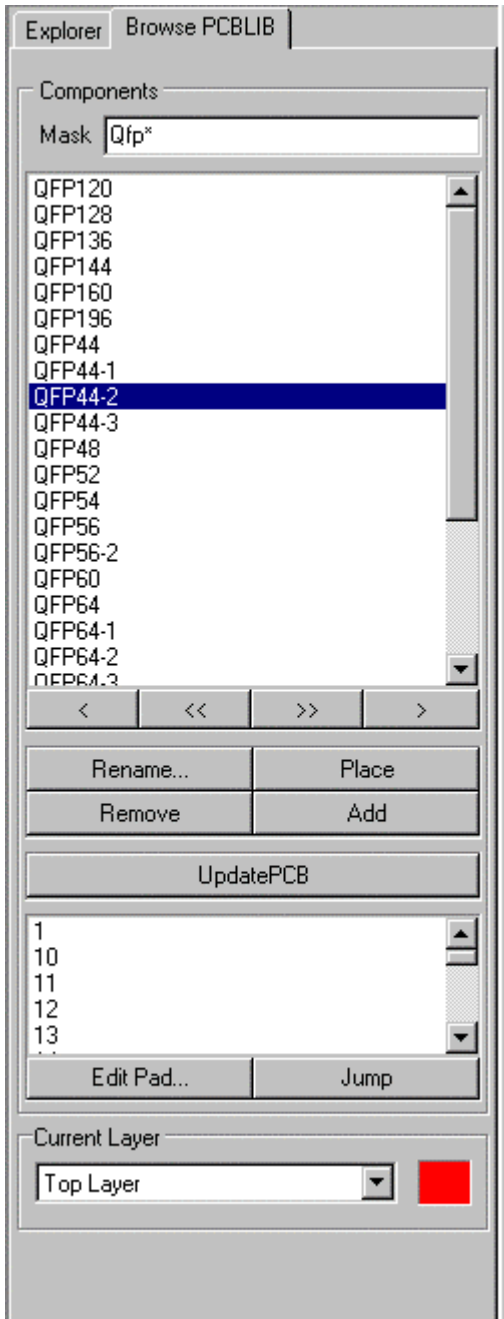 Explorer Browse PCBLIB
Components
Mask Qfp*
QFP120
QFP128
QFP136
QFP144
QFP160
QFP196
QFP44
QFP44-1
QFP44-2
QFP44-3
QFP48
QFP52
QFP54
QFP56
QFP56-2
QFP60
QFP64
QFP64-1
QFP64-2
QFP64-3
< << >> >
Rename... Place
Remove Add
UpdatePCB
1
10
11
12
13
Edit Pad... Jump
Current Layer
Top Layer